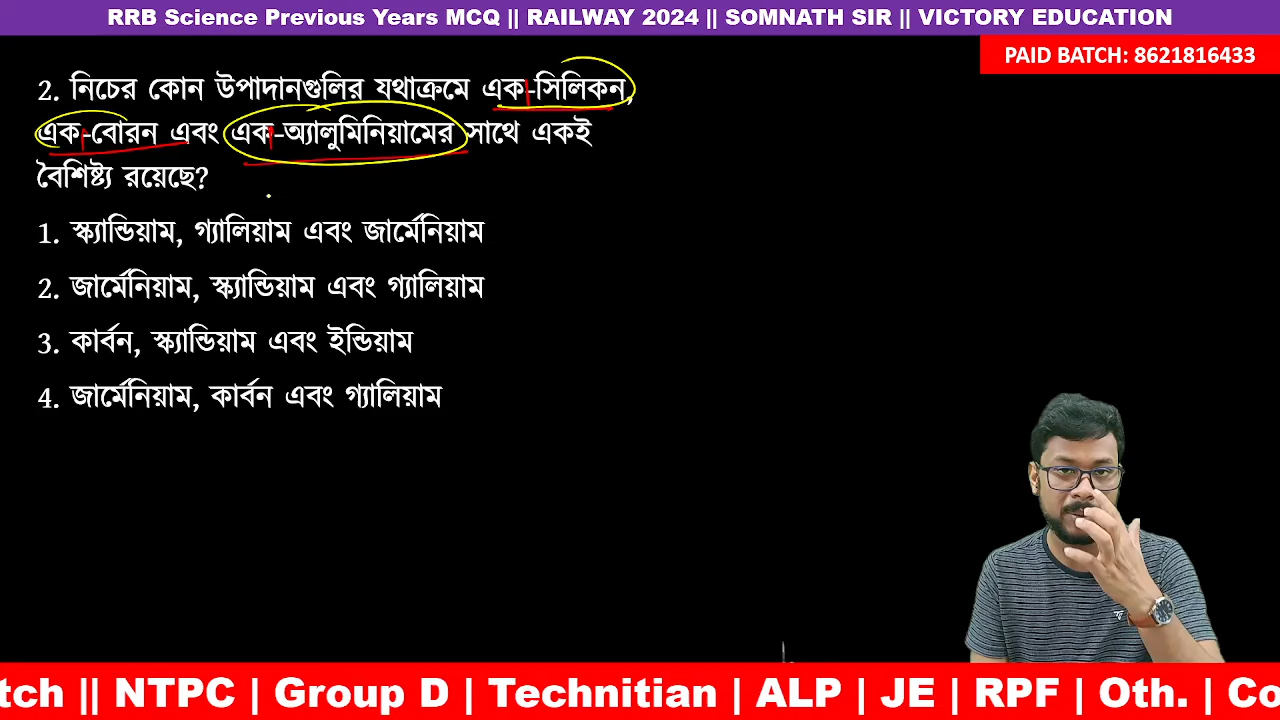 RRB Science Previous Years MCQ || RAILWAY 2024 || SOMNATH SIR || VICTORY EDUCATION
PAID BATCH: 8621816433
2. নিচের কোন উপাদানগুলির যথাক্রমে এক-সিলিকন,
এক-বোরন এবং এক-অ্যালুমিনিয়ামের সাথে একই
বৈশিষ্ট্য রয়েছে?
1. স্ক্যান্ডিয়াম, গ্যালিয়াম এবং জার্মেনিয়াম
2. জার্মেনিয়াম, স্ক্যান্ডিয়াম এবং গ্যালিয়াম
3. কার্বন, স্ক্যান্ডিয়াম এবং ইন্ডিয়াম
4. জার্মেনিয়াম, কার্বন এবং গ্যালিয়াম
tch || NTPC | Group D | Technitian | ALP | JE | RPF | Oth. | Co